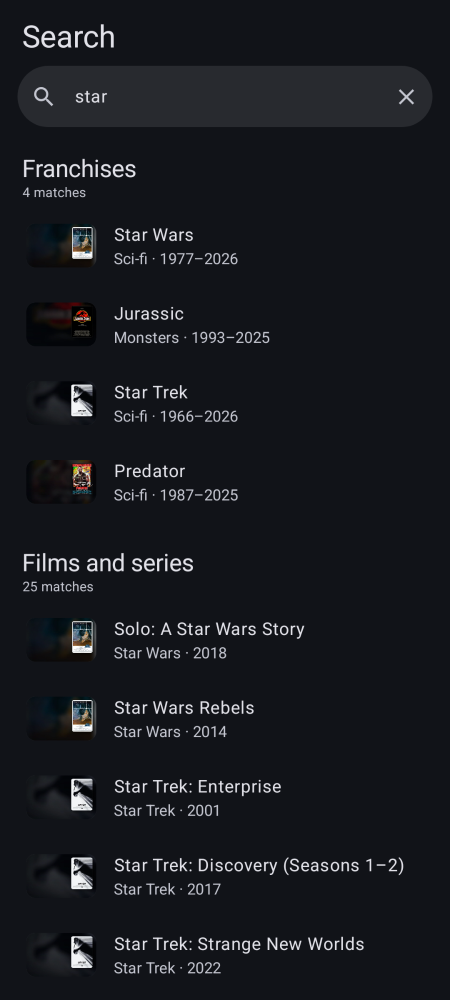 Search
star
Franchises
4 matches
Star Wars
Sci-fi · 1977–2026
Jurassic
Monsters · 1993–2025
Star Trek
Sci-fi · 1966–2026
Predator
Sci-fi · 1987–2025
Films and series
25 matches
Solo: A Star Wars Story
Star Wars · 2018
Star Wars Rebels
Star Wars · 2014
Star Trek: Enterprise
Star Trek · 2001
Star Trek: Discovery (Seasons 1–2)
Star Trek · 2017
Star Trek: Strange New Worlds
Star Trek · 2022